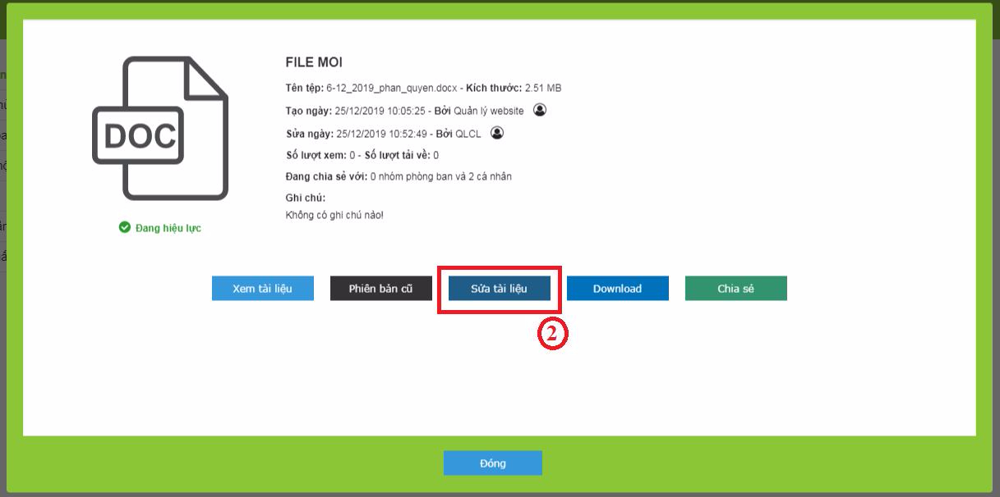 FILE MOI
Tên tệp: 6-12_2019_phan_quyen.docx - Kích thước: 2.51 MB
Tạo ngày: 25/12/2019 10:05:25 - Bởi Quản lý website
Sửa ngày: 25/12/2019 10:52:49 - Bởi QLCL
DOC
Số lượt xem: 0 - Số lượt tải về: 0
Đang chia sẻ với: 0 nhóm phòng ban và 2 cá nhân
Ghi chú:
Không có ghi chú nào!
Đang hiệu lực
Xem tài liệu Phiên bản cũ Sửa tài liệu Download Chia sẻ
2
Đóng